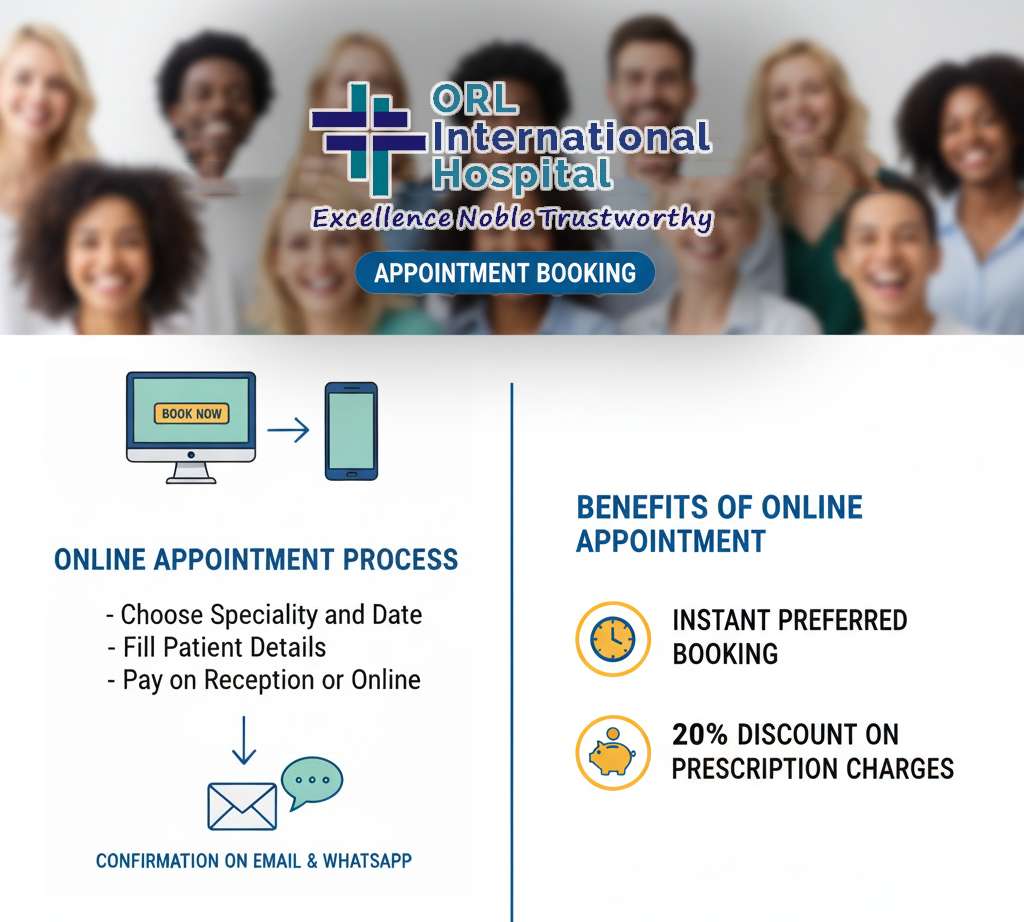 ORL
International
Hospital
Excellence Noble Trustworthy
APPOINTMENT BOOKING
BOOK NOW
ONLINE APPOINTMENT PROCESS
- Choose Speciality and Date
- Fill Patient Details
- Pay on Reception or Online
CONFIRMATION ON EMAIL & WHATSAPP
BENEFITS OF ONLINE
APPOINTMENT
INSTANT PREFERRED
BOOKING
20% DISCOUNT ON
PRESCRIPTION CHARGES